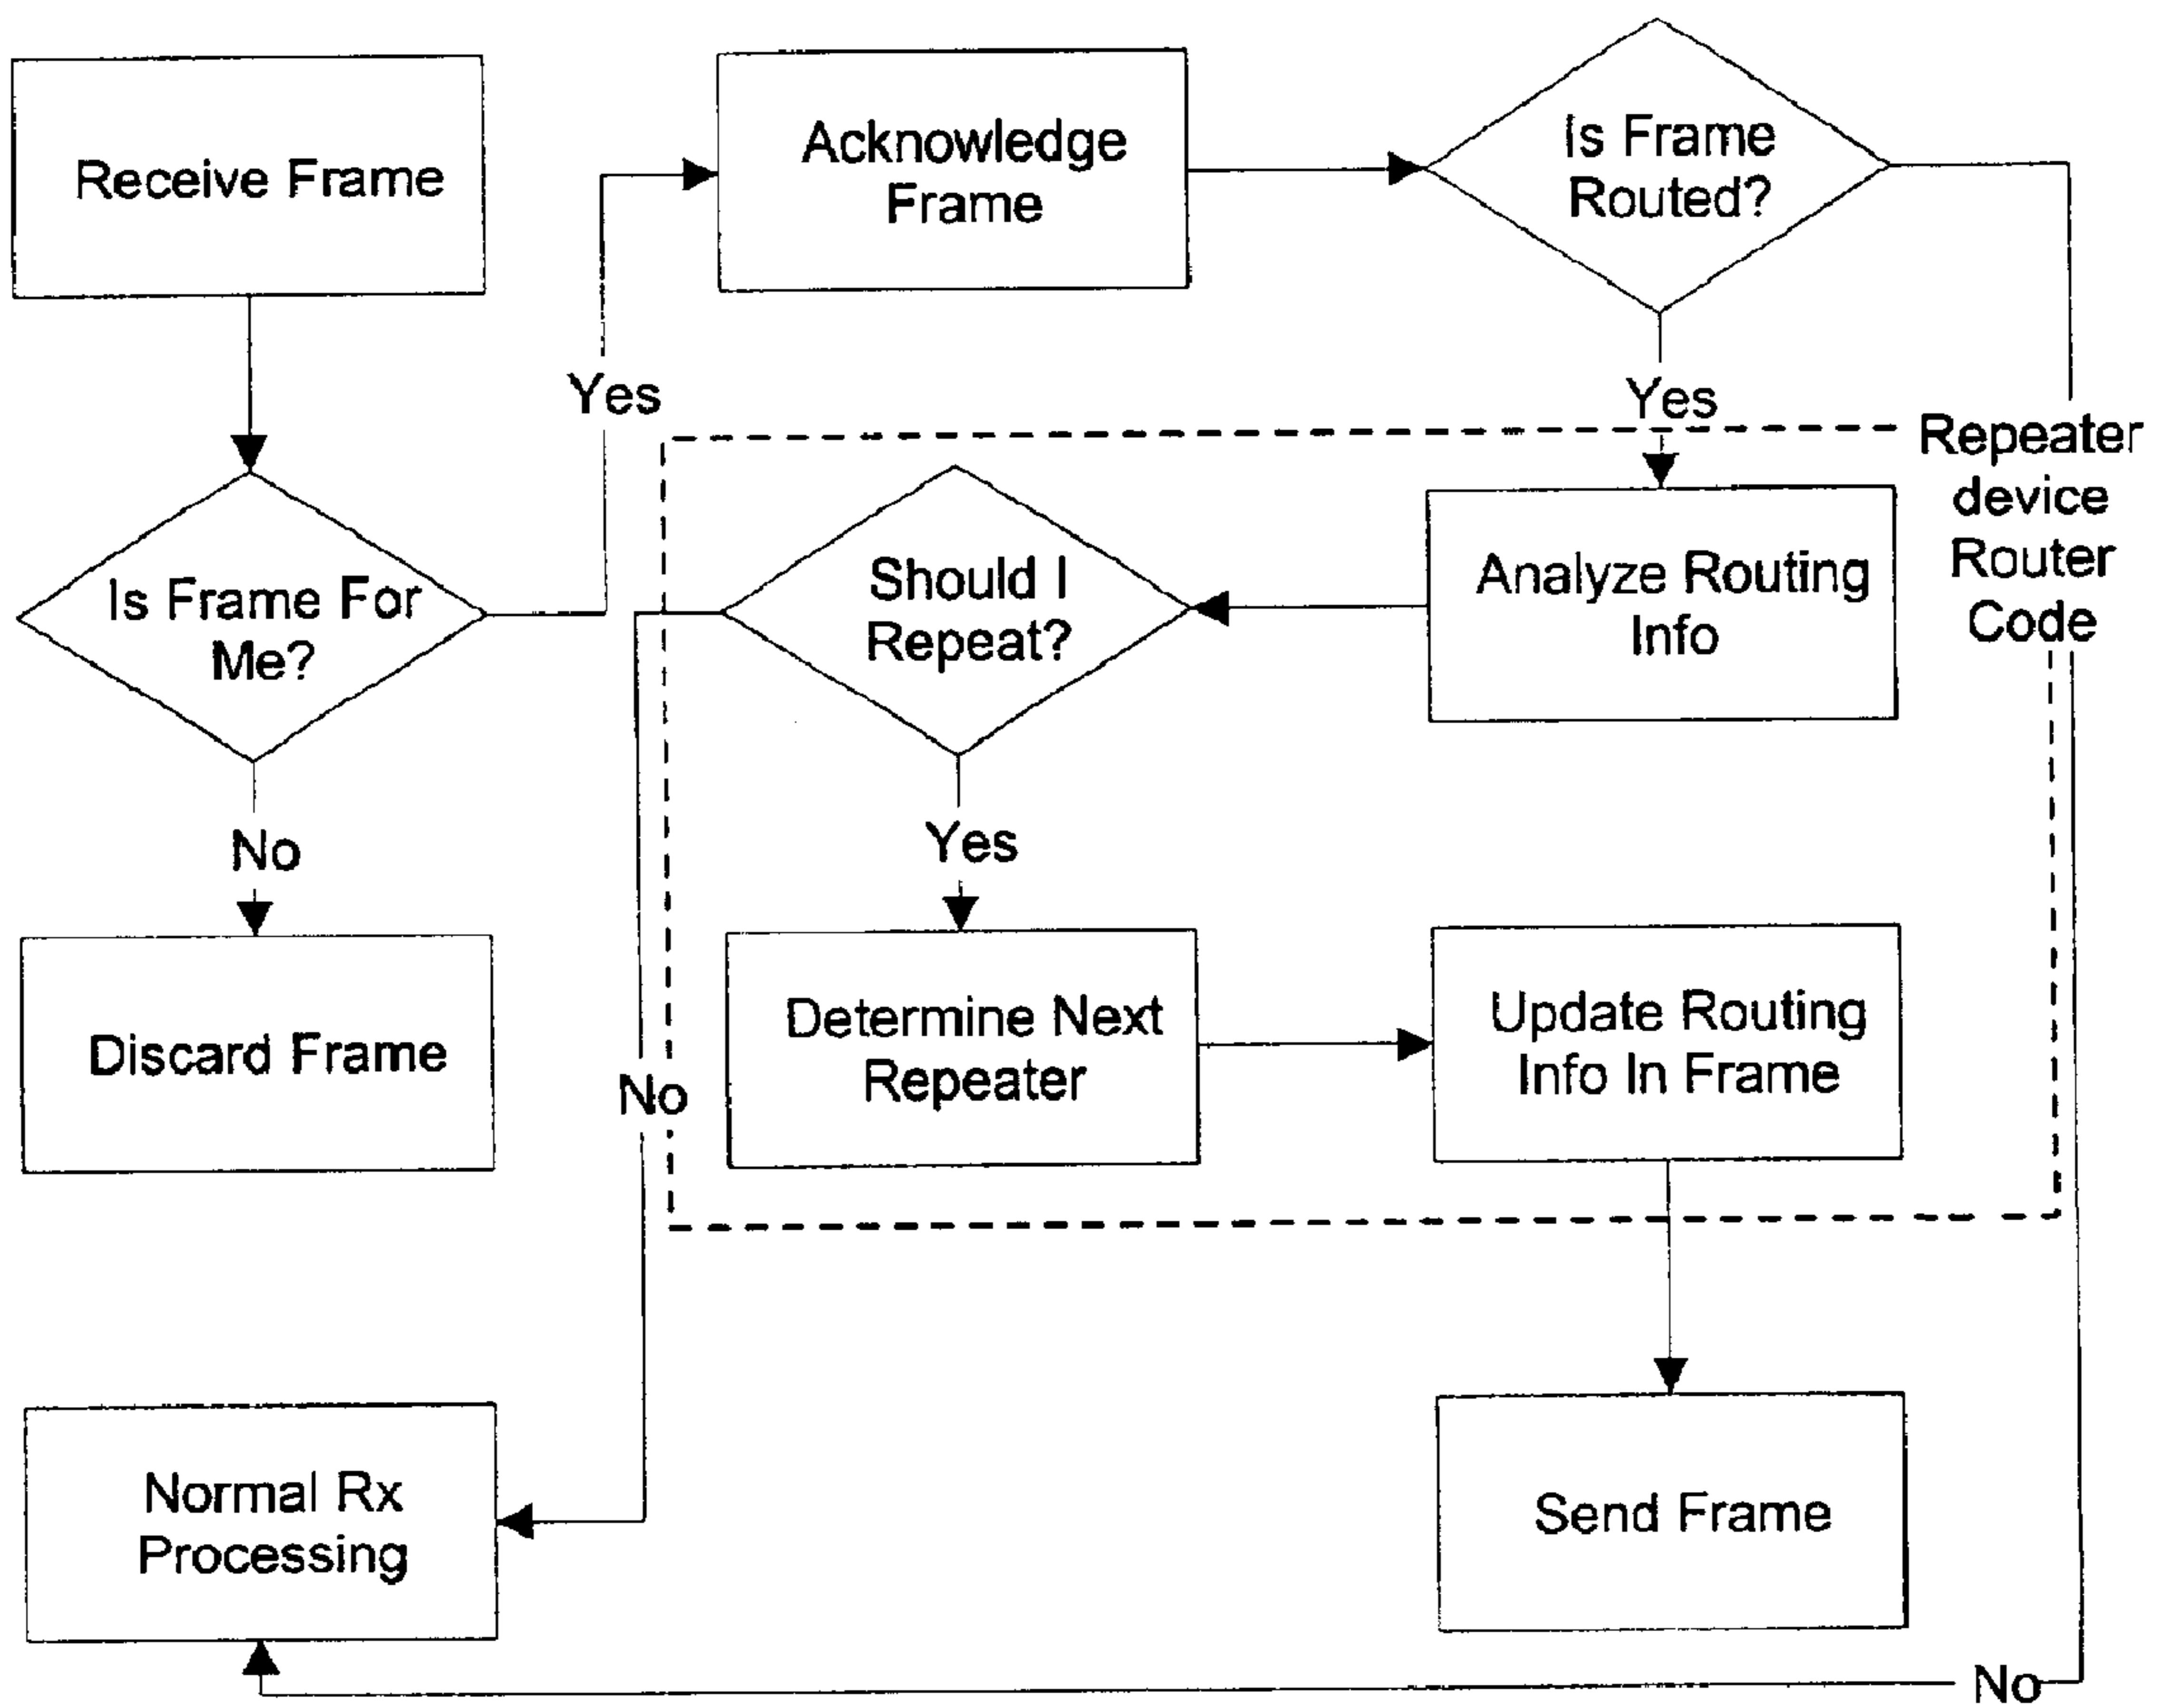 Receive Frame
Acknowledge
Frame
Is Frame
Routed?
Yes
Yes
Repeater
device
Router
Code
Is Frame For
Me?
Should I
Repeat?
Analyze Routing
Info
No
Yes
Discard Frame
No
Determine Next
Repeater
Update Routing
Info In Frame
Normal Rx
Processing
Send Frame
No